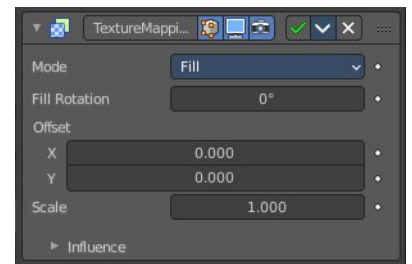 TextureMappi...
Mode Fill
Fill Rotation 0°
Offset
X 0.000
Y 0.000
Scale 1.000
Influence